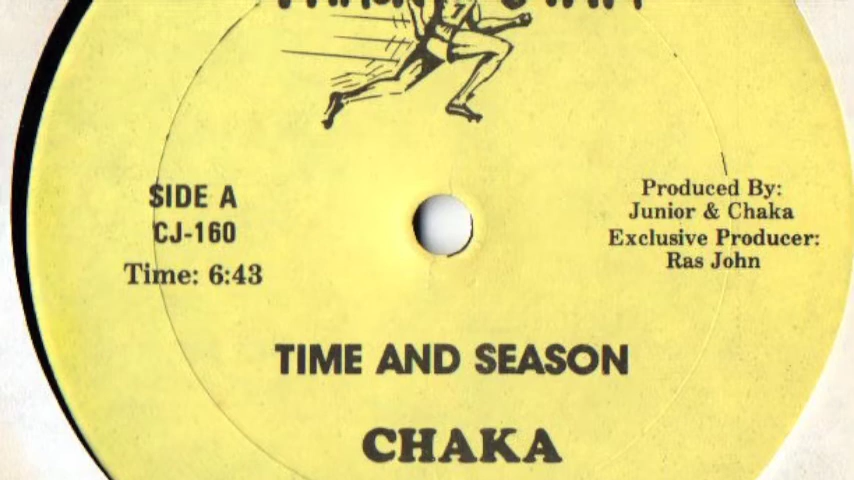 SIDE A
CJ-160
Time: 6:43
Produced By:
Junior & Chaka
Exclusive Producer:
Ras John
TIME AND SEASON
CHAKA